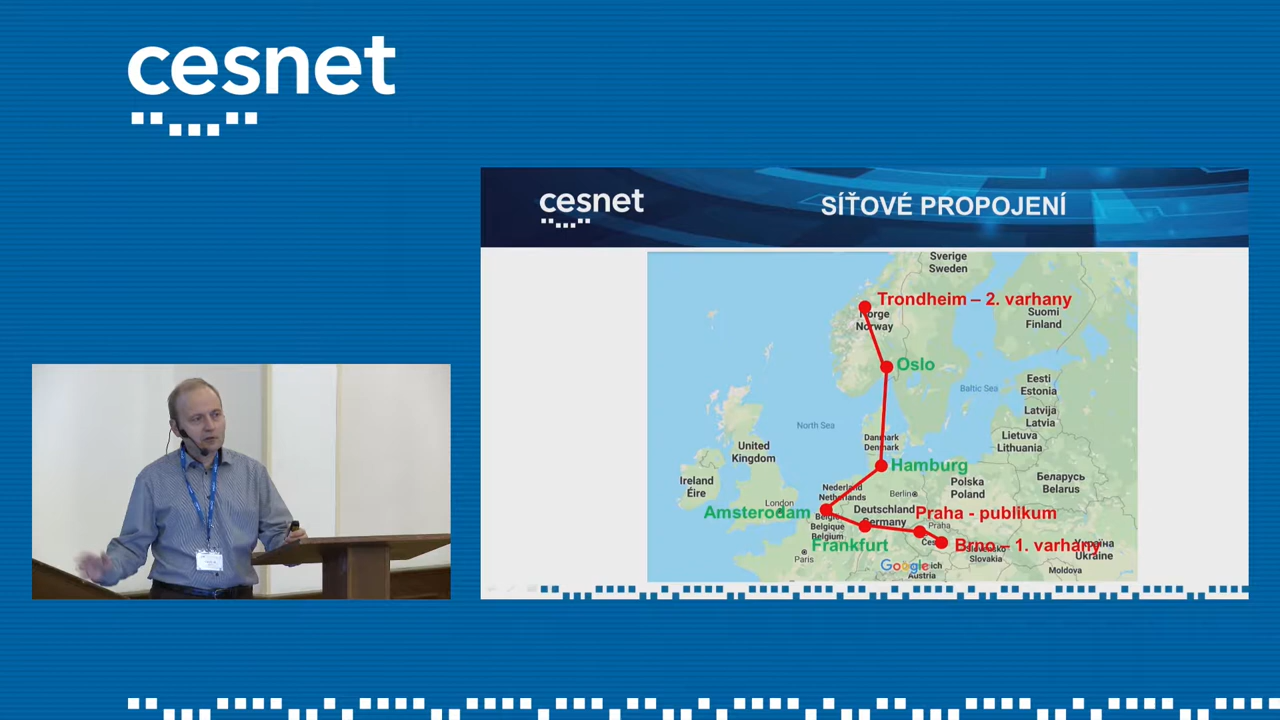 cesnet
cesnet
SÍŤOVÉ PROPOJENÍ
Sverige
Sweden
Trondheim – 2. varhany
Norge
Norway
Suomi
Finland
Oslo
Eesti
Estonia
Baltic Sea
Latvija
Latvia
North Sea
Danmark
Denmark
Lietuva
Lithuania
United
Kingdom
Hamburg
Ireland
Éire
Nederland
Netherlands
Berlin
Polska
Poland
Беларусь
Belarus
London
Amsterodam
Deutschland
Germany
Praha - publikum
België
Belgique
Belgium
Praha
Frankfurt
Brno – 1. varhany
Україна
Ukraine
Paris
Slovensko
Slovakia
Google
Austria
Moldova